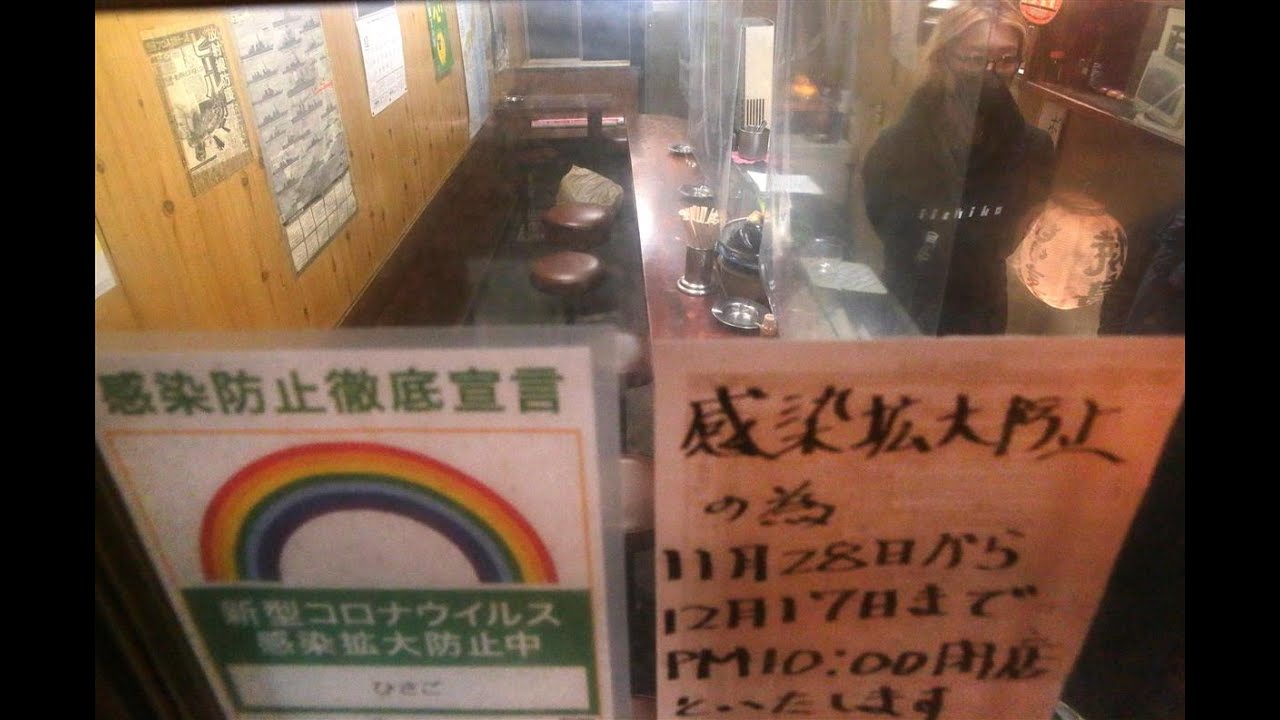 感染防止徹底宣言
新型コロナウイルス
感染拡大防止中
ひさご
感染拡大防止
の為
11月28日から
12月17日まで
PM10:00閉店
といたします
iichiko